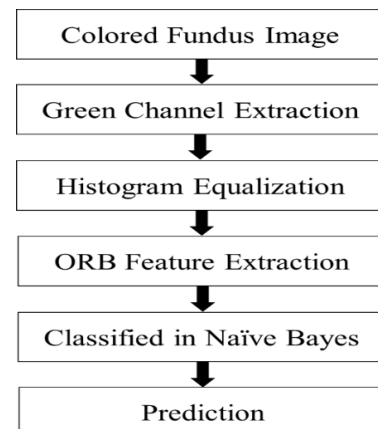 Colored Fundus Image
Green Channel Extraction
Histogram Equalization
ORB Feature Extraction
Classified in Naïve Bayes
Prediction